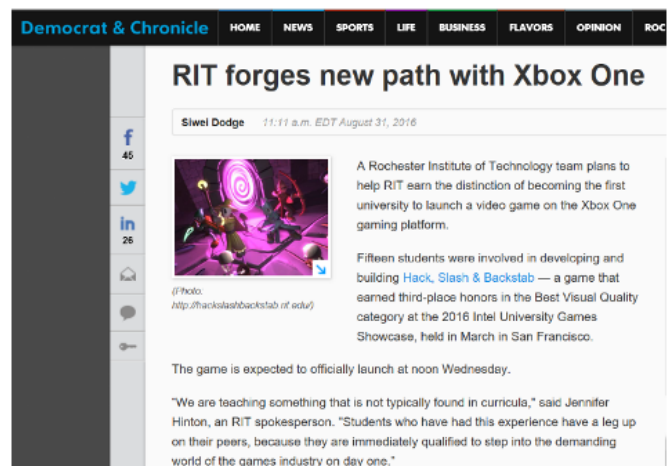 Democrat & Chronicle HOME NEWS SPORTS LIFE BUSINESS FLAVORS OPINION ROC
RIT forges new path with Xbox One
Siwei Dodge 11:11 a.m. EDT August 31, 2016
f
45
in
26
A Rochester Institute of Technology team plans to
help RIT earn the distinction of becoming the first
university to launch a video game on the Xbox One
gaming platform.
Fifteen students were involved in developing and
building Hack, Slash & Backstab — a game that
earned third-place honors in the Best Visual Quality
category at the 2016 Intel University Games
Showcase, held in March in San Francisco.
(Photo:
http://hackslashbackstab.rit.edu/)
The game is expected to officially launch at noon Wednesday.
"We are teaching something that is not typically found in curricula," said Jennifer
Hinton, an RIT spokesperson. "Students who have had this experience have a leg up
on their peers, because they are immediately qualified to step into the demanding
world of the games industry on day one."